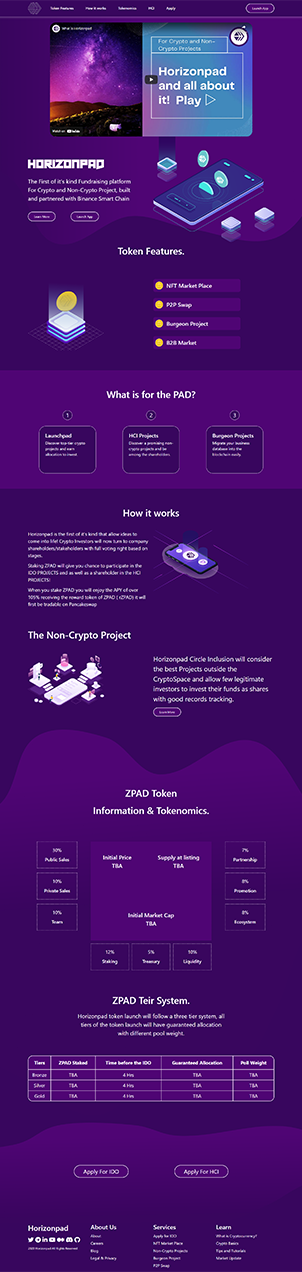 Token Features
How it works
Tokenomics
HCI
Apply
Launch App
What is Horizonpad
For Crypto and Non-
Crypto Projects
Horizonpad
and all about
it! Play
Watch on YouTube
HORIZONPAD
The First of it's kind Fundraising platform
For Crypto and Non-Crypto Project, built
and partnered with Binance Smart Chain
Learn More
Launch App
Token Features.
NFT Market Place
P2P Swap
Burgeon Project
B2B Market
What is for the PAD?
1
2
3
Launchpad
Discover top-tier crypto
projects and earn
allocation to invest
HCI Projects
Discover a promising non-
crypto projects and be
among the shareholders
Burgeon Projects
Migrate your business
database into the
blockchain easily.
How it works
Horizonpad is the first of it's kind that allow ideas to
come into life! Crypto Investors will now turn to company
shareholders/stakeholders with full voting right based on
stages.
Staking ZPAD will give you chance to participate in the
IDO PROJECTS and as well as a shareholder in the HCI
PROJECTS!
When you stake ZPAD you will enjoy the APY of over
105% receiving the reward token of ZPAD ( rZPAD) it will
first be tradable on Pancakeswap
The Non-Crypto Project
Horizonpad Circle Inclusion will consider
the best Projects outside the
CryptoSpace and allow few legitimate
investors to invest their funds as shares
with good records tracking.
Learn More
ZPAD Token
Information & Tokenomics.
30%
Public Sales
10%
Private Sales
10%
Team
Initial Price
TBA
Supply at listing
TBA
Initial Market Cap
TBA
7%
Partnership
8%
Promotion
8%
Ecosystem
12%
Staking
5%
Treasury
10%
Liquidity
ZPAD Teir System.
Horizonpad token launch will follow a three tier system, all
tiers of the token launch will have guaranteed allocation
with different pool weight.
Tiers ZPAD Staked Time before the IDO Guaranteed Allocation Poll Weight
Bronze TBA 4 Hrs TBA TBA
Silver TBA 4 Hrs TBA TBA
Gold TBA 4 Hrs TBA TBA
Apply For IDO
Apply For HCI
Horizonpad
Horizonpad All Rights Reserved
About Us
About
Careers
Blog
Legal & Privacy
Services
Apply for IDO
NFT Market Place
Non-Crypto Projects
Burgeon Project
P2P Swap
Learn
What is Cryptocurrency?
Crypto Basics
Tips and Tutorials
Market Update